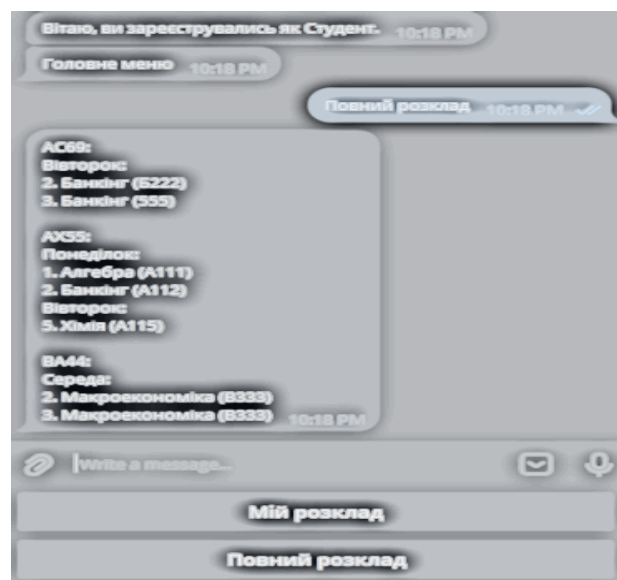 Вітаю, ви зареєструвались як Студент. 10:18 PM
Головне меню 10:18 PM
Повний розклад 10:18 PM
АС69:
Вівторок:
2. Банкінг (Б222)
3. Банкінг (555)
АХ55:
Понеділок:
1. Алгебра (А111)
2. Банкінг (А112)
Вівторок:
5. Хімія (А115)
ВА44:
Середа:
2. Макроекономіка (В333)
3. Макроекономіка (В333) 10:18 PM
Write a message...
Мій розклад
Повний розклад